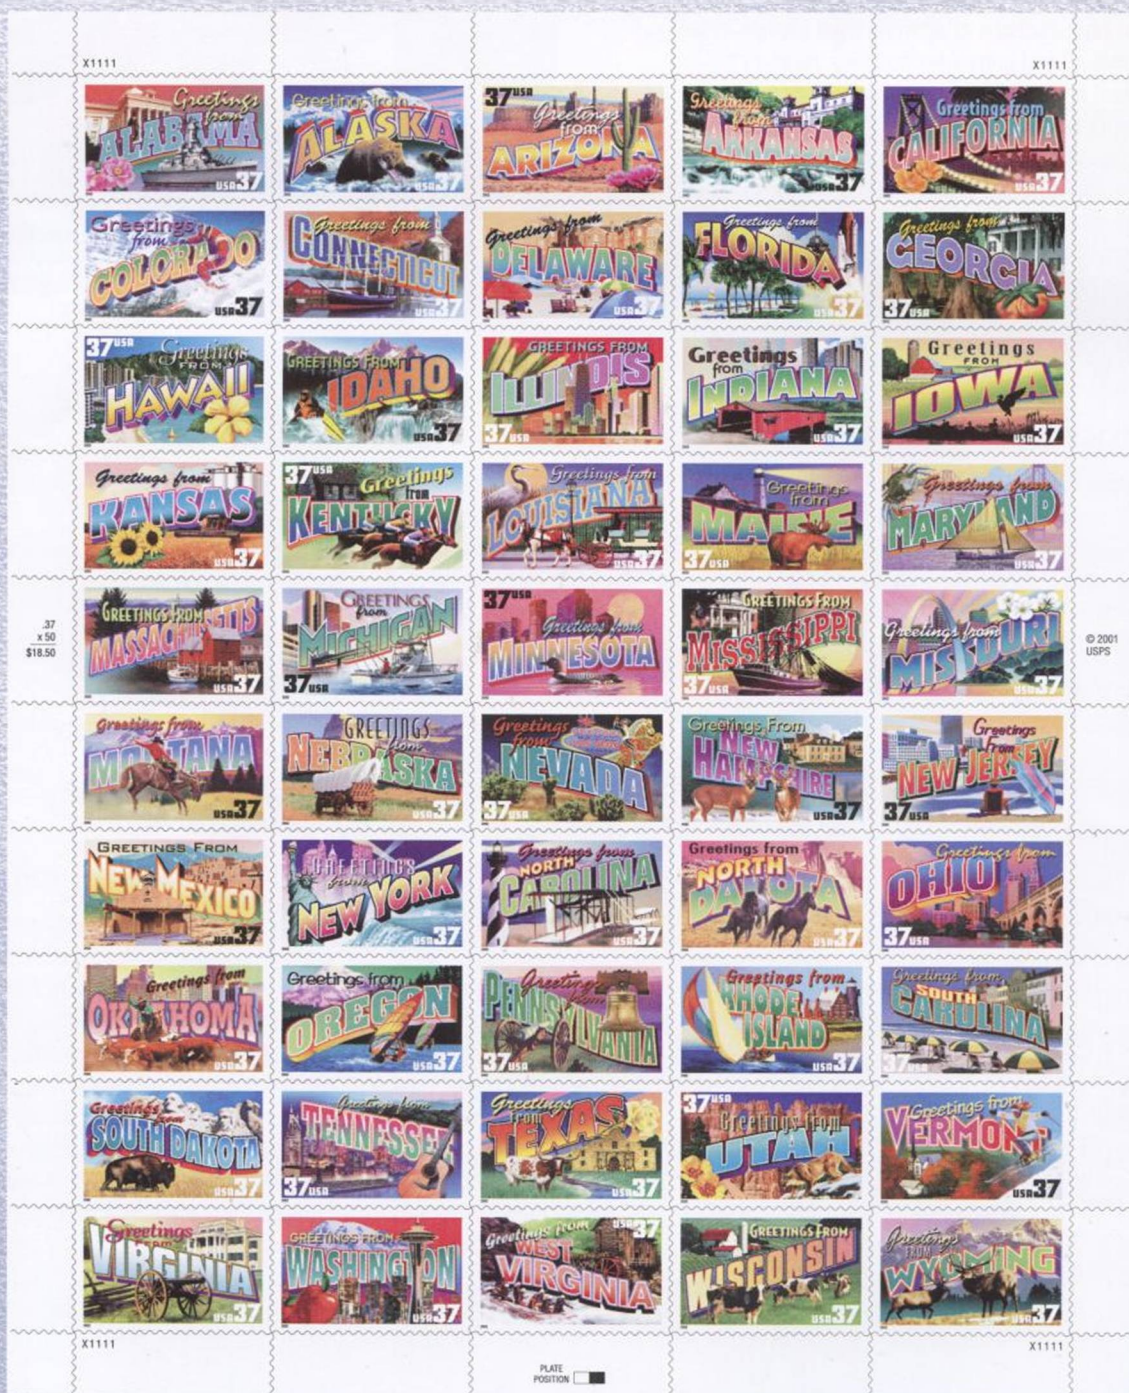 X1111 X1111
Greetings from ALABAMA USA 37
Greetings from ALASKA USA 37
37 USA Greetings from ARIZONA
Greetings from ARKANSAS USA 37
Greetings from CALIFORNIA USA 37
Greetings from COLORADO USA 37
Greetings from CONNECTICUT USA 37
Greetings from DELAWARE USA 37
Greetings from FLORIDA USA 37
Greetings from GEORGIA 37 USA
37 USA Greetings FROM HAWAII
GREETINGS FROM IDAHO USA 37
GREETINGS FROM ILLINOIS 37 USA
Greetings from INDIANA USA 37
Greetings FROM IOWA USA 37
Greetings from KANSAS USA 37
37 USA Greetings from KENTUCKY
Greetings from LOUISIANA USA 37
Greetings from MAINE 37 USA
Greetings from MARYLAND USA 37
.37
x 50
$18.50
GREETINGS FROM MASSACHUSETTS USA 37
GREETINGS from MICHIGAN 37 USA
37 USA Greetings from MINNESOTA
GREETINGS FROM MISSISSIPPI 37 USA
Greetings from MISSOURI USA 37
© 2001
USPS
Greetings from MONTANA USA 37
GREETINGS from NEBRASKA USA 37
Greetings from NEVADA 37 USA
Greetings From NEW HAMPSHIRE USA 37
Greetings From NEW JERSEY 37 USA
GREETINGS FROM NEW MEXICO USA 37
GREETINGS from NEW YORK USA 37
Greetings from NORTH CAROLINA USA 37
Greetings from NORTH DAKOTA USA 37
Greetings from OHIO 37 USA
Greetings from OKLAHOMA USA 37
Greetings from OREGON USA 37
Greetings from PENNSYLVANIA 37 USA
Greetings from RHODE ISLAND USA 37
Greetings from SOUTH CAROLINA 37 USA
Greetings from SOUTH DAKOTA USA 37
Greetings from TENNESSEE 37 USA
Greetings from TEXAS USA 37
37 USA Greetings from UTAH
Greetings from VERMONT USA 37
Greetings FROM VIRGINIA USA 37
GREETINGS FROM WASHINGTON USA 37
Greetings from WEST VIRGINIA USA 37
GREETINGS FROM WISCONSIN USA 37
Greetings FROM WYOMING USA 37
X1111 X1111
PLATE
POSITION